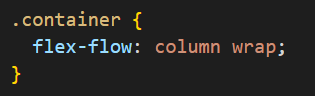 .container {
  flex-flow: column wrap;
}